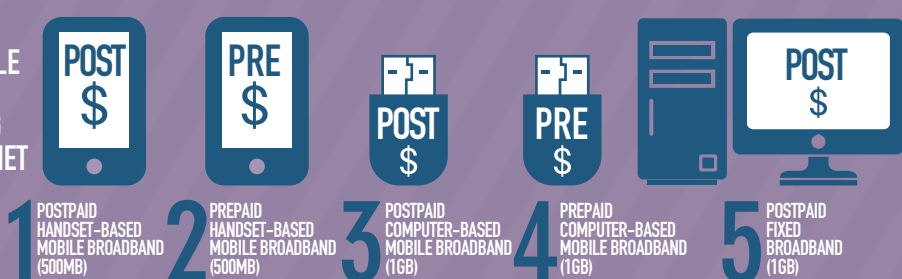 POST
$
PRE
$
POST
$
PRE
$
POST
$
1 POSTPAID
HANDSET-BASED
MOBILE BROADBAND
(500MB)
2 PREPAID
HANDSET-BASED
MOBILE BROADBAND
(500MB)
3 POSTPAID
COMPUTER-BASED
MOBILE BROADBAND
(1GB)
4 PREPAID
COMPUTER-BASED
MOBILE BROADBAND
(1GB)
5 POSTPAID
FIXED
BROADBAND
(1GB)